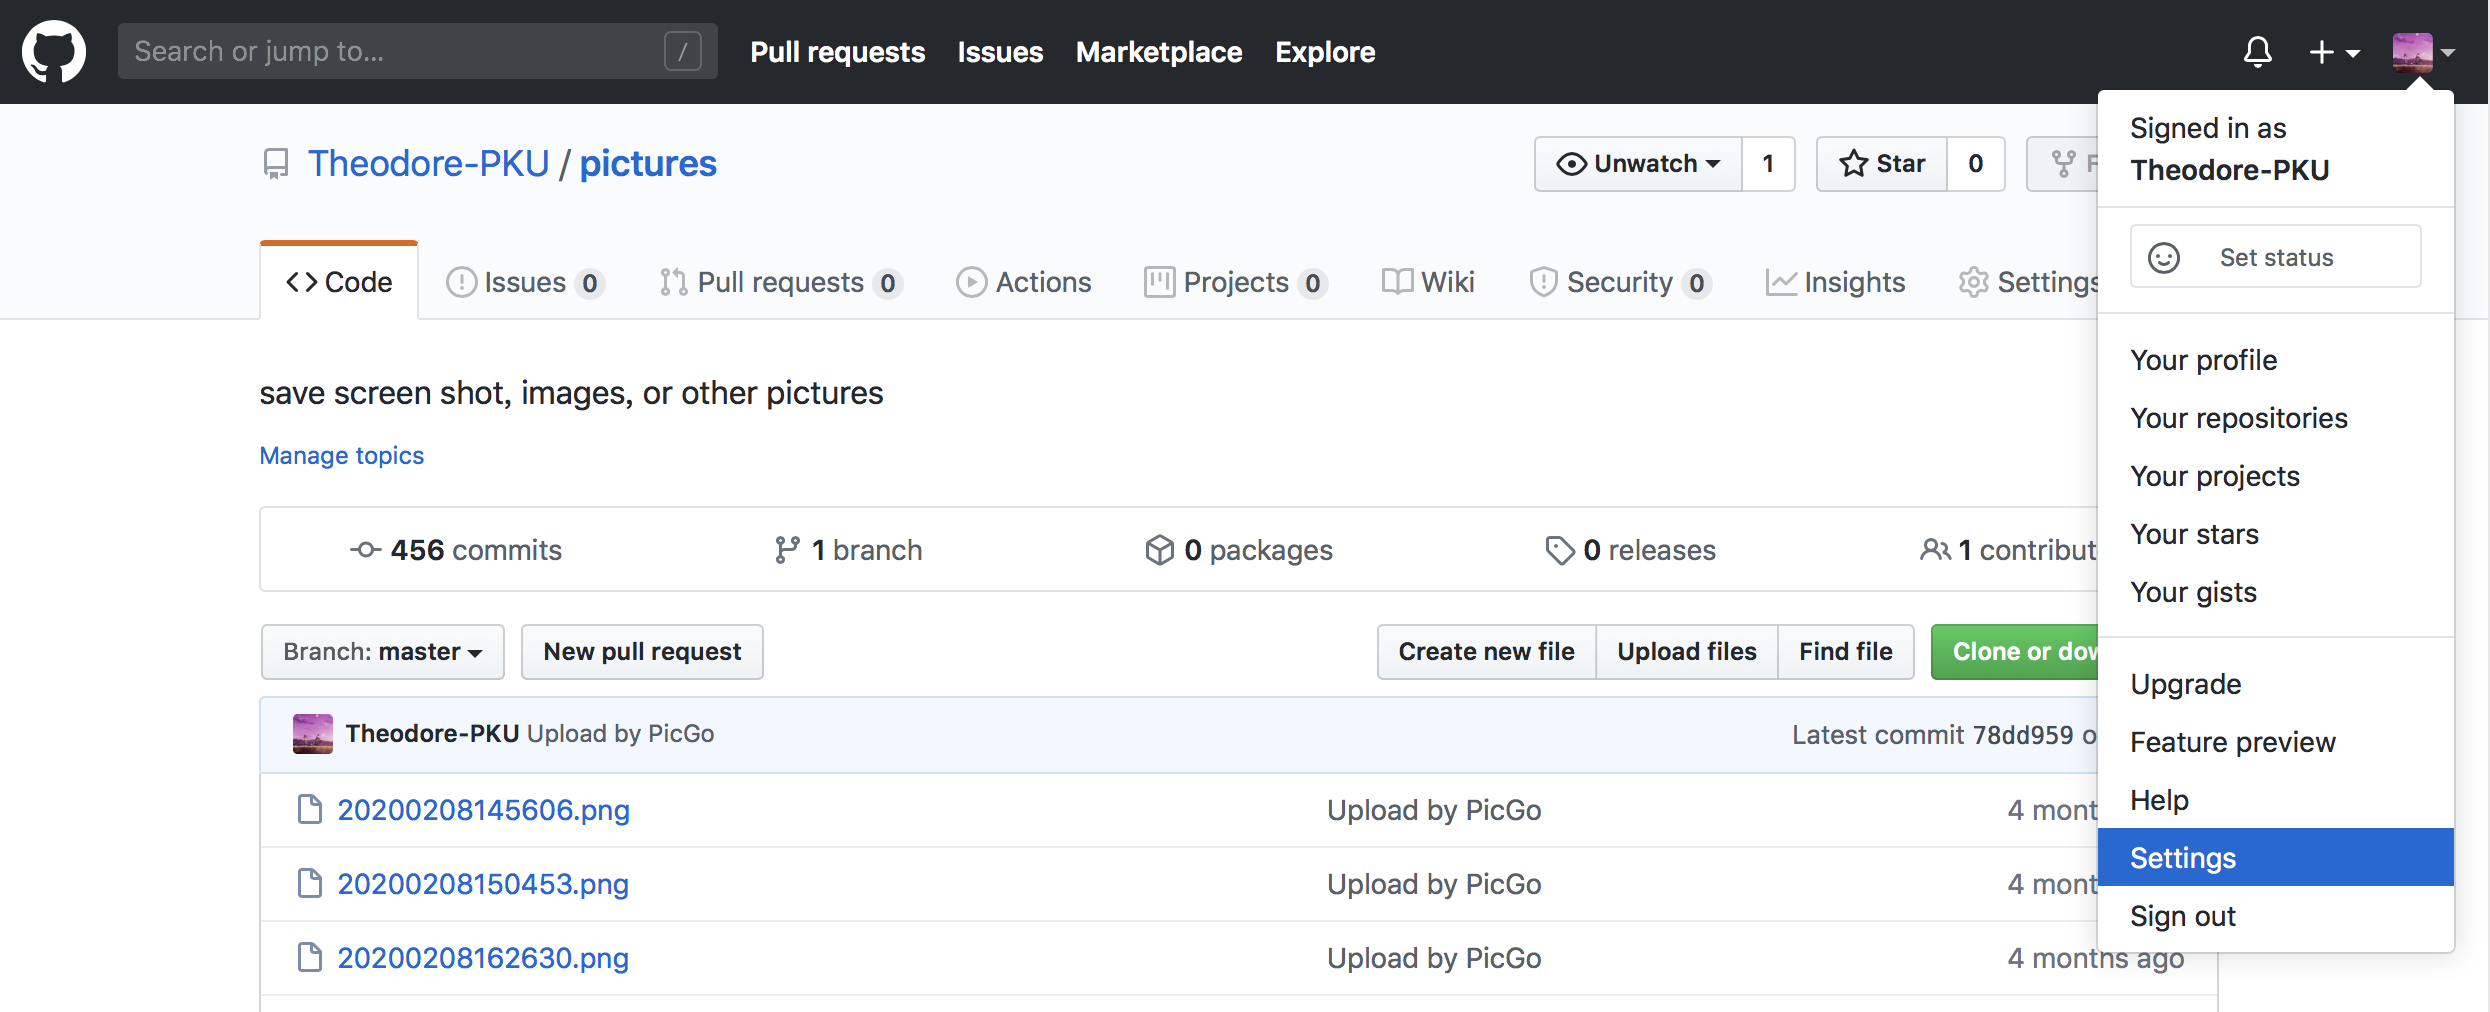 Search or jump to... /
Pull requests Issues Marketplace Explore
Theodore-PKU / pictures
Unwatch 1
Star 0
Code
Issues 0
Pull requests 0
Actions
Projects 0
Wiki
Security 0
Insights
Settings
save screen shot, images, or other pictures
Manage topics
456 commits
1 branch
0 packages
0 releases
1 contribut
Branch: master
New pull request
Create new file
Upload files
Find file
Clone or dow
Theodore-PKU Upload by PicGo
Latest commit 78dd959 o
20200208145606.png Upload by PicGo 4 mont
20200208150453.png Upload by PicGo 4 mont
20200208162630.png Upload by PicGo 4 months ago
Signed in as
Theodore-PKU
Set status
Your profile
Your repositories
Your projects
Your stars
Your gists
Upgrade
Feature preview
Help
Settings
Sign out